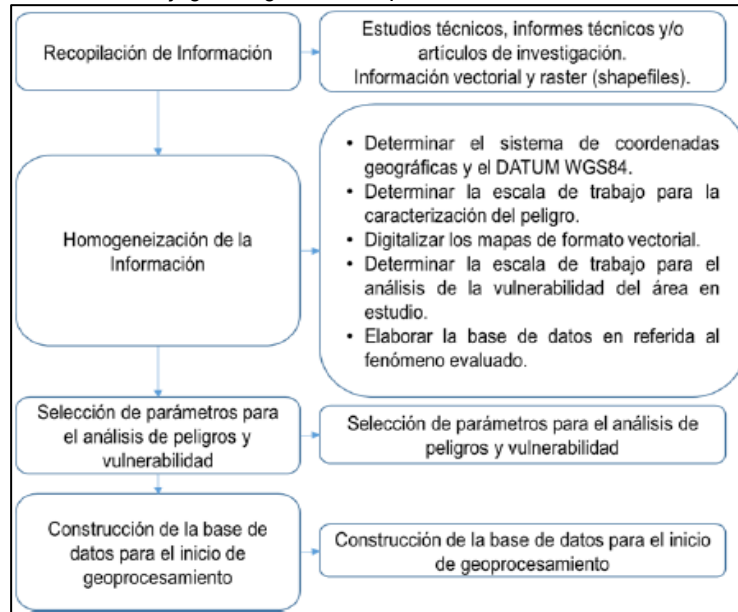 Recopilación de Información
Estudios técnicos, informes técnicos y/o
artículos de investigación.
Información vectorial y raster (shapefiles).
Homogeneización de la
Información
• Determinar el sistema de coordenadas
geográficas y el DATUM WGS84.
• Determinar la escala de trabajo para la
caracterización del peligro.
• Digitalizar los mapas de formato vectorial.
• Determinar la escala de trabajo para el
análisis de la vulnerabilidad del área en
estudio.
• Elaborar la base de datos en referida al
fenómeno evaluado.
Selección de parámetros para
el análisis de peligros y
vulnerabilidad
Selección de parámetros para el análisis de
peligros y vulnerabilidad
Construcción de la base de
datos para el inicio de
geoprocesamiento
Construcción de la base de datos para el inicio
de geoprocesamiento